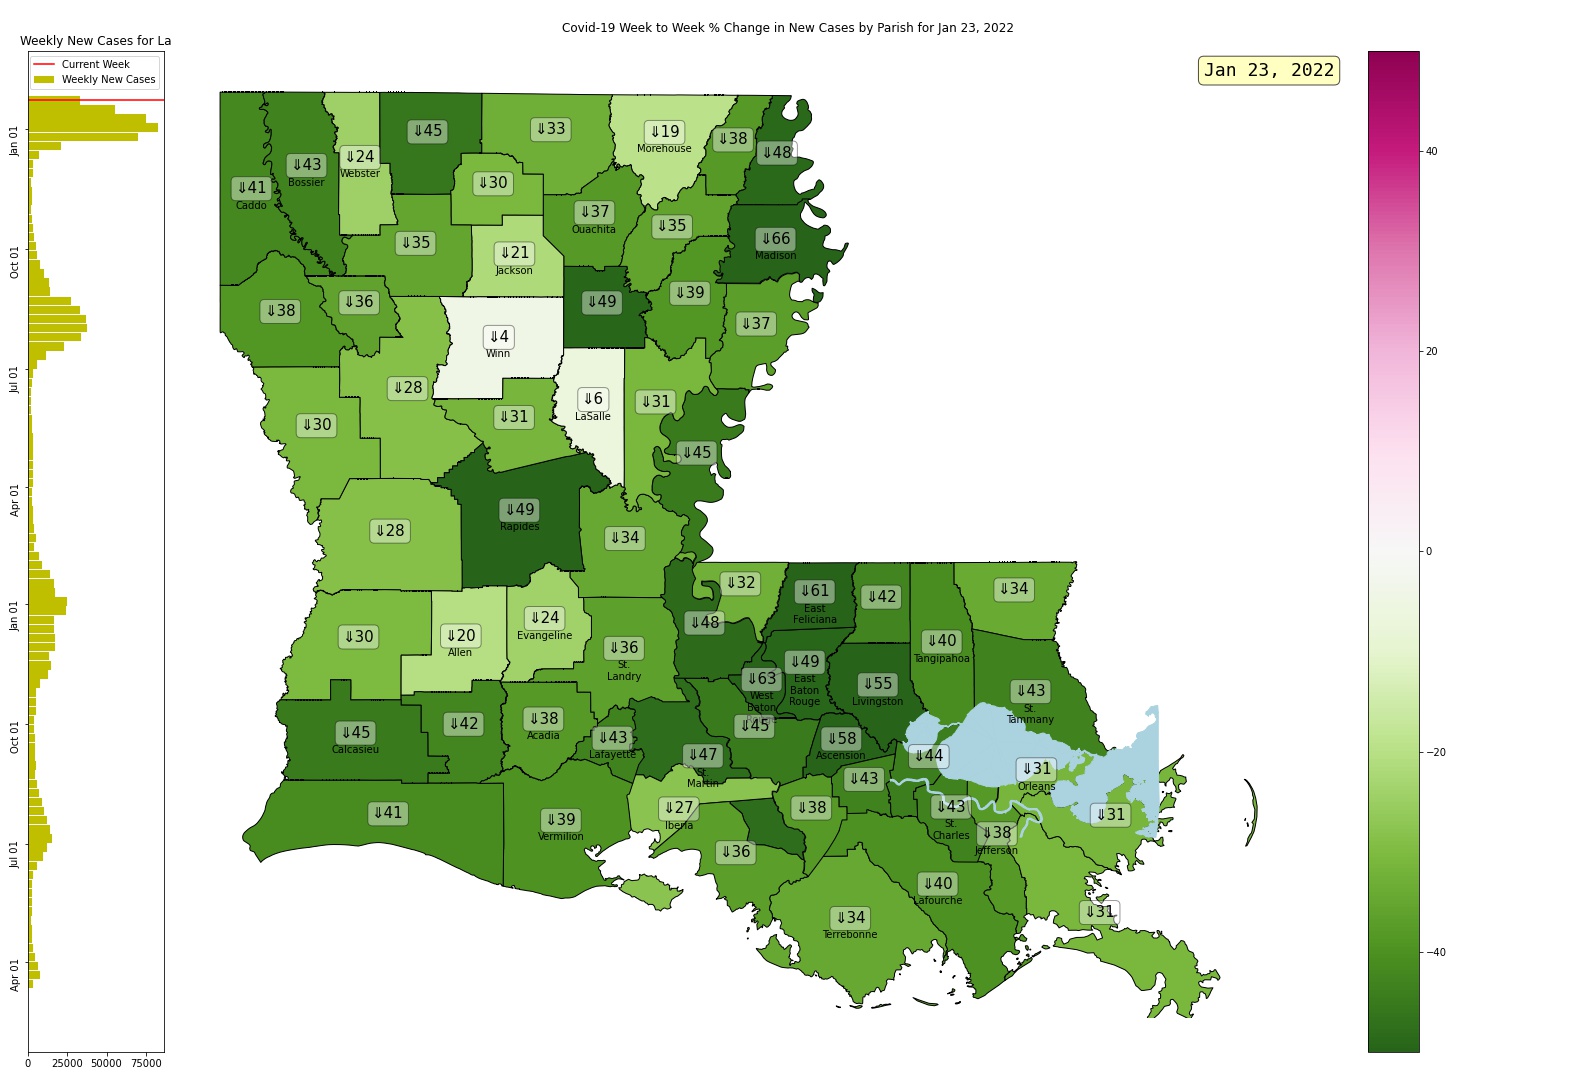 Covid-19 Week to Week % Change in New Cases by Parish for Jan 23, 2022
Weekly New Cases for La
Current Week
Weekly New Cases
Jan 01
Oct 01
Jul 01
Apr 01
Jan 01
Oct 01
Jul 01
Apr 01
0 25000 50000 75000
Jan 23, 2022
⇓41
Caddo
⇓43
Bossier
⇓24
Webster
⇓45
⇓33
⇓19
Morehouse
⇓38
⇓48
⇓30
⇓37
Ouachita
⇓35
⇓66
Madison
⇓35
⇓21
Jackson
⇓38
⇓36
⇓49
⇓39
⇓37
⇓4
Winn
⇓28
⇓6
LaSalle
⇓31
⇓30
⇓31
⇓45
⇓28
⇓49
Rapides
⇓34
⇓32
⇓61
East
Feliciana
⇓42
⇓34
⇓30
⇓20
Allen
⇓24
Evangeline
⇓36
St.
Landry
⇓48
⇓40
Tangipahoa
⇓49
East
Baton
Rouge
⇓63
West
Baton
Rouge
⇓55
Livingston
⇓43
St.
Tammany
⇓45
Calcasieu
⇓42
⇓38
Acadia
⇓43
Lafayette
⇓47
St.
Martin
⇓45
⇓58
Ascension
⇓44
⇓31
Orleans
⇓43
⇓41
⇓39
Vermilion
⇓27
Iberia
⇓38
⇓43
St.
Charles
⇓31
⇓38
Jefferson
⇓36
⇓40
Lafourche
⇓34
Terrebonne
⇓31
40
20
0
−20
−40